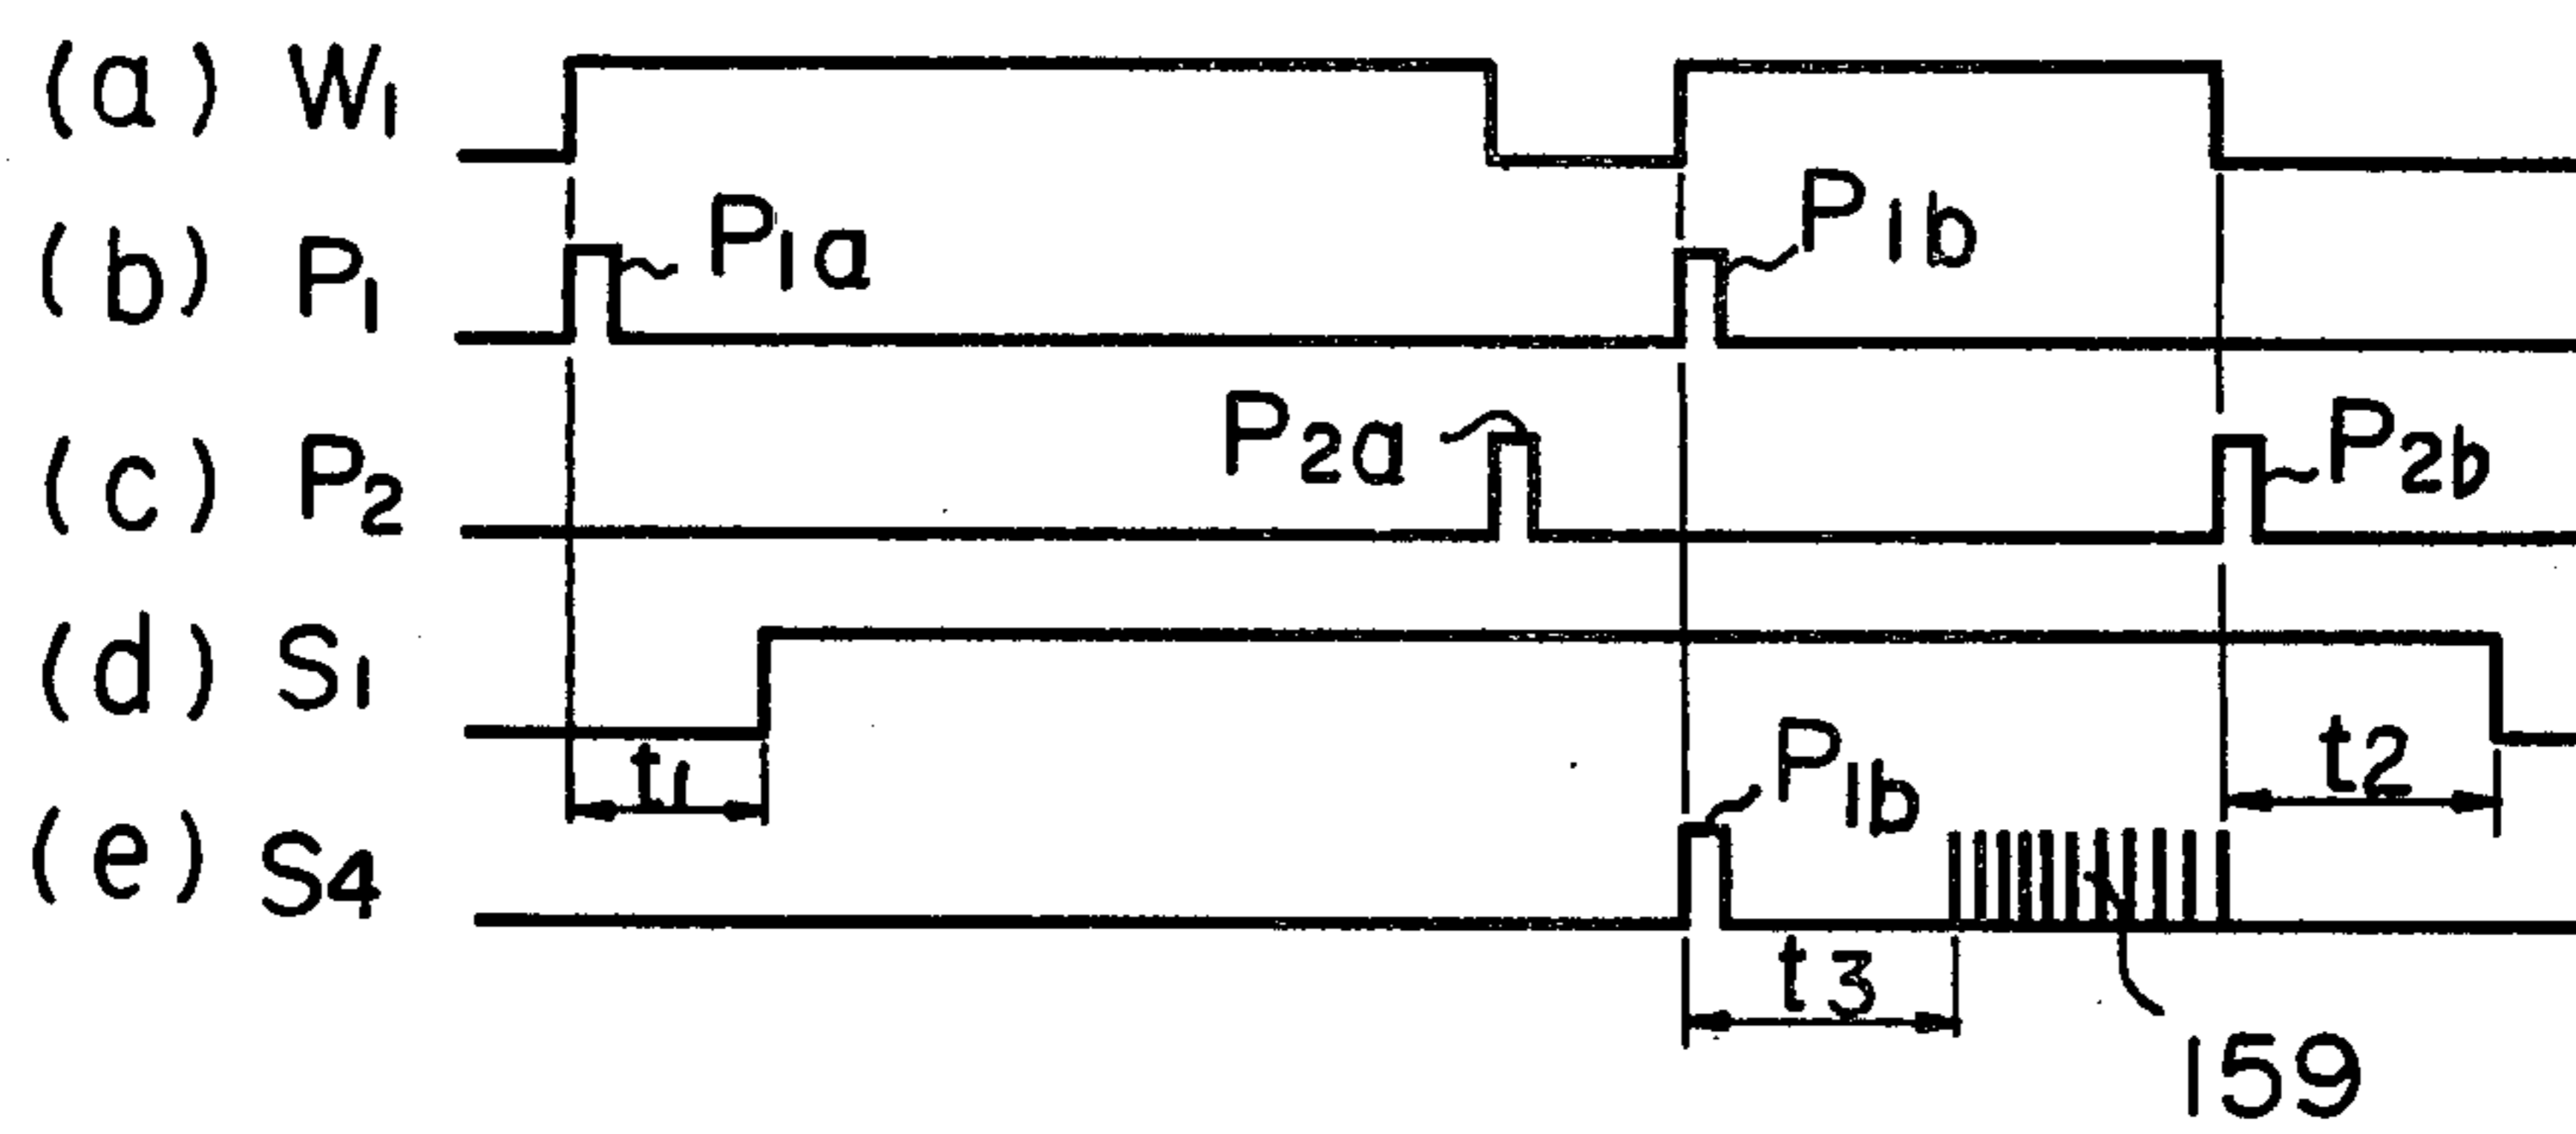 (a) W1
(b) P1 P1a P1b
(c) P2 P2a P2b
(d) S1 t1 t2
(e) S4 P1b
t3
159